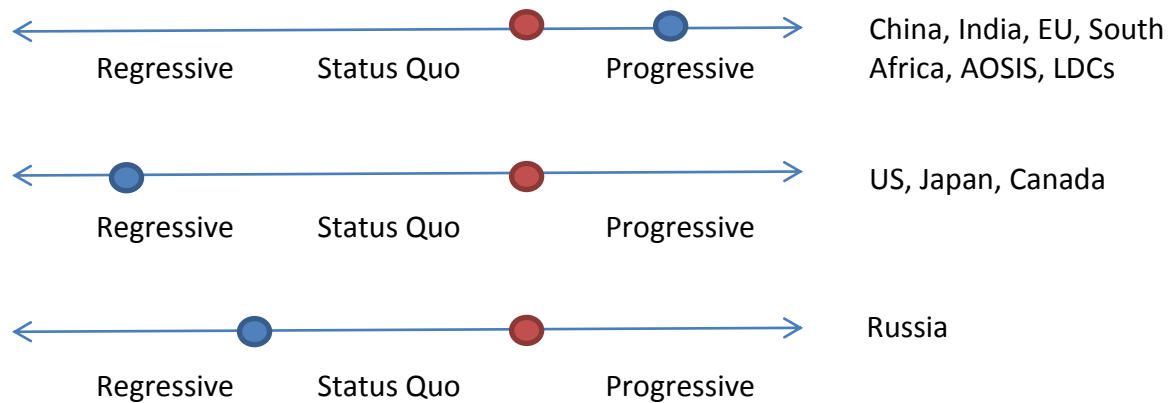 China, India, EU, South
Africa, AOSIS, LDCs
Regressive Status Quo Progressive
US, Japan, Canada
Regressive Status Quo Progressive
Russia
Regressive Status Quo Progressive